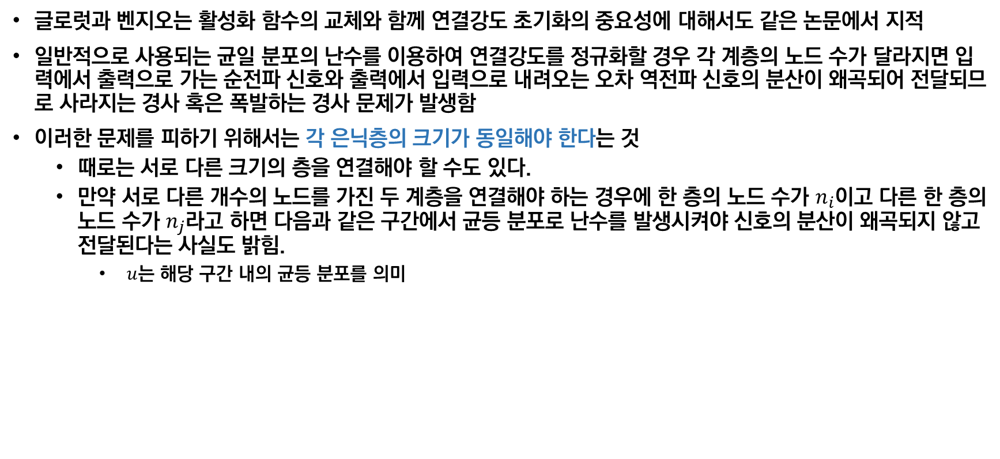 • 글로럿과 벤지오는 활성화 함수의 교체와 함께 연결강도 초기화의 중요성에 대해서도 같은 논문에서 지적
• 일반적으로 사용되는 균일 분포의 난수를 이용하여 연결강도를 정규화할 경우 각 계층의 노드 수가 달라지면 입
력에서 출력으로 가는 순전파 신호와 출력에서 입력으로 내려오는 오차 역전파 신호의 분산이 왜곡되어 전달되므
로 사라지는 경사 혹은 폭발하는 경사 문제가 발생함
• 이러한 문제를 피하기 위해서는 각 은닉층의 크기가 동일해야 한다는 것
• 때로는 서로 다른 크기의 층을 연결해야 할 수도 있다.
• 만약 서로 다른 개수의 노드를 가진 두 계층을 연결해야 하는 경우에 한 층의 노드 수가 𝑛ᵢ이고 다른 한 층의
노드 수가 𝑛ⱼ라고 하면 다음과 같은 구간에서 균등 분포로 난수를 발생시켜야 신호의 분산이 왜곡되지 않고
전달된다는 사실도 밝힘.
• 𝑢는 해당 구간 내의 균등 분포를 의미